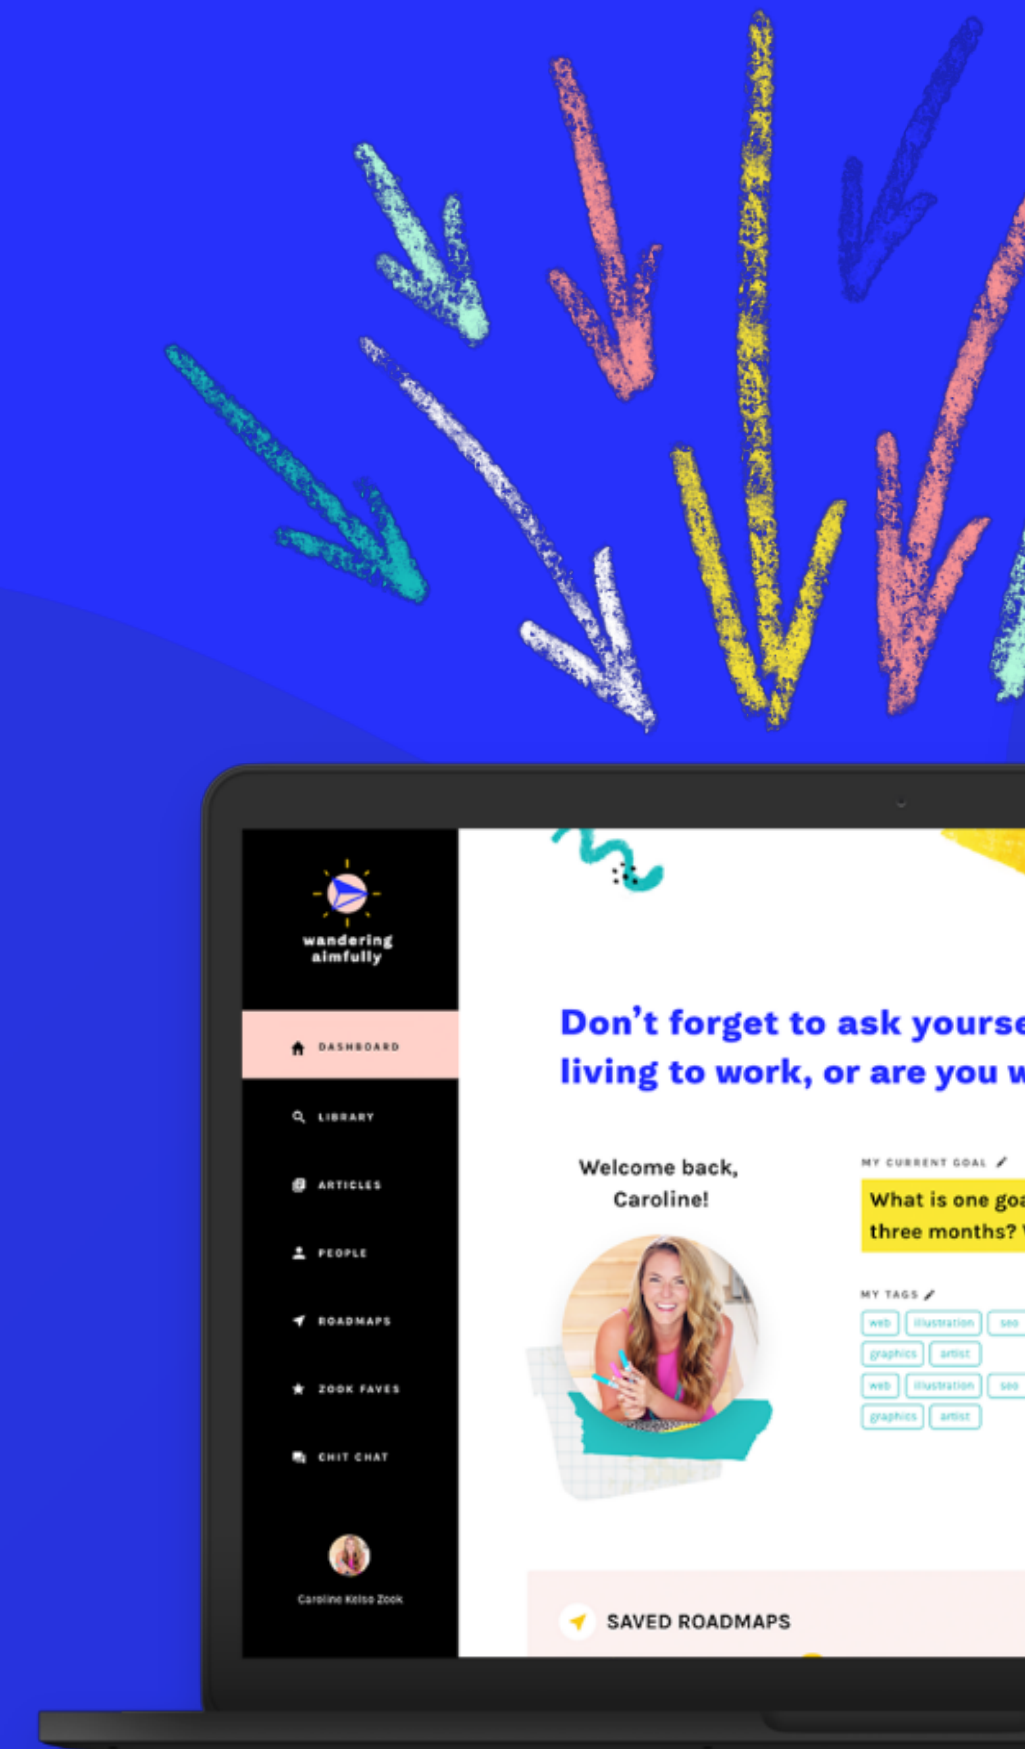 wandering
aimfully
DASHBOARD
LIBRARY
ARTICLES
PEOPLE
ROADMAPS
ZOOK FAVES
CHIT CHAT
Caroline Kelso Zook
Don't forget to ask yourse
living to work, or are you w
Welcome back,
Caroline!
MY CURRENT GOAL
What is one goa
three months? W
MY TAGS
web illustration seo
graphics artist
web illustration seo
graphics artist
SAVED ROADMAPS